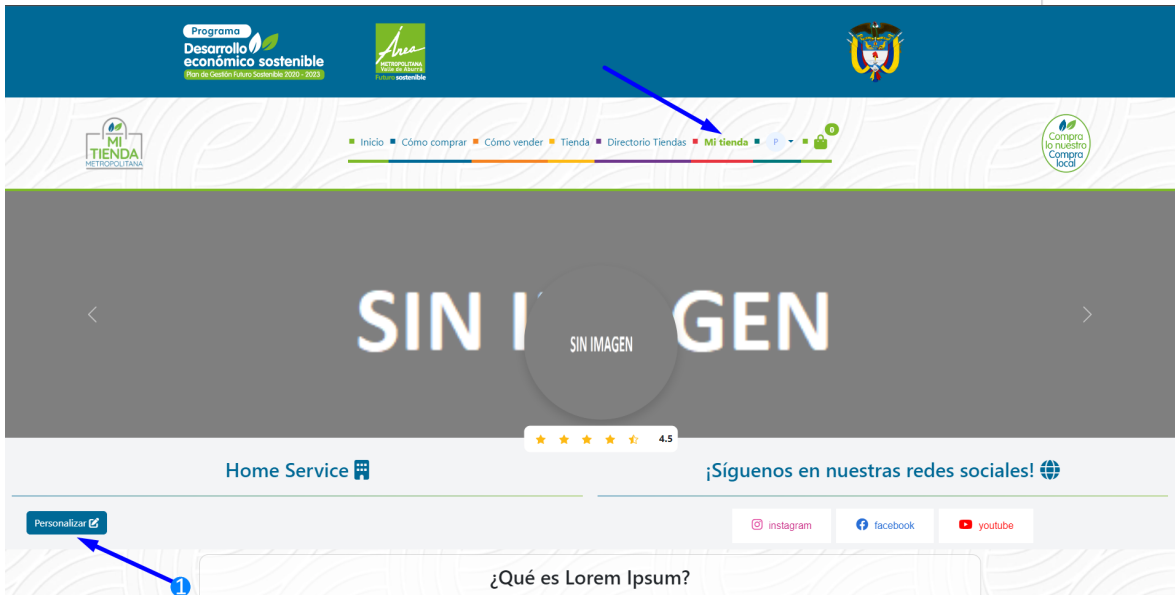 Programa
Desarrollo
económico sostenible
Plan de Gestión Futuro Sostenible 2020 - 2023
Área
METROPOLITANA
Valle de Aburrá
Futuro sostenible
MI
TIENDA
METROPOLITANA
Inicio Cómo comprar Cómo vender Tienda Directorio Tiendas Mi tienda P 0
Compra
lo nuestro
Compra
local
SIN I GEN
SIN IMAGEN
4.5
Home Service
¡Síguenos en nuestras redes sociales!
Personalizar
instagram facebook youtube
1
¿Qué es Lorem Ipsum?